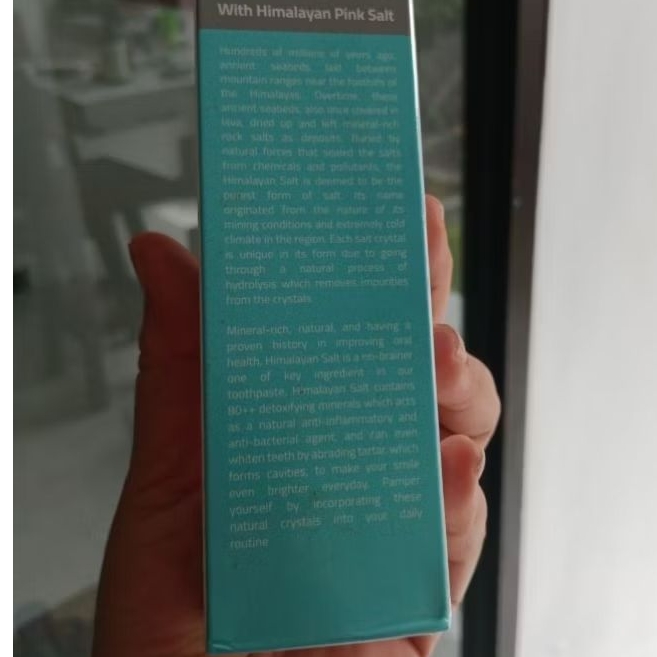 With Himalayan Pink Salt
Hundreds of millions of years ago,
ancient seabeds laid between
mountain ranges near the foothills of
the Himalayas. Overtime, these
ancient seabeds, also once covered in
lava, dried up and left mineral-rich
rock salts as deposits. Buried by
natural forces that sealed the salts
from chemicals and pollutants, the
Himalayan Salt is deemed to be the
purest form of salt. Its name
originated from the nature of its
mining conditions and extremely cold
climate in the region. Each salt crystal
is unique in its form due to going
through a natural process of
hydrolysis which removes impurities
from the crystals.
Mineral-rich, natural, and having a
proven history in improving oral
health, Himalayan Salt is a no-brainer
one of key ingredient in our
toothpaste. Himalayan Salt contains
80++ detoxifying minerals which acts
as a natural anti-inflammatory and
anti-bacterial agent, and can even
whiten teeth by abrading tartar, which
forms cavities, to make your smile
even brighter everyday. Pamper
yourself by incorporating these
natural crystals into your daily
routine